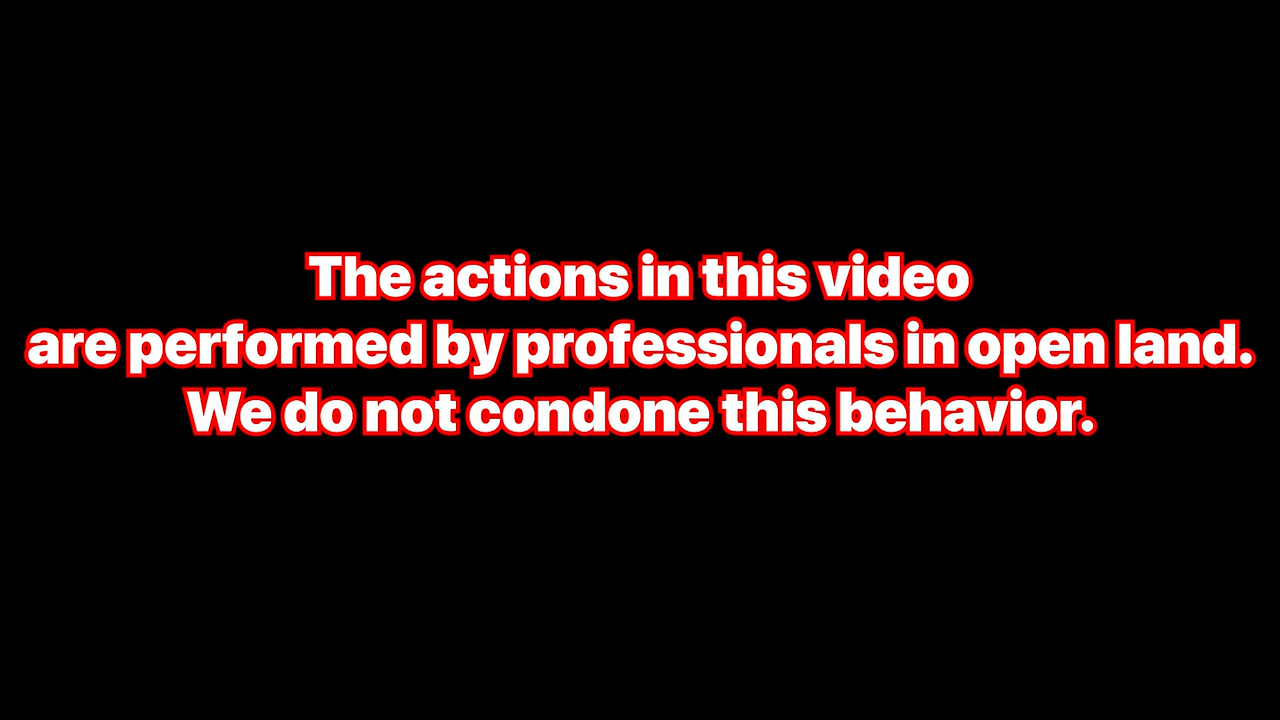 The actions in this video
are performed by professionals in open land.
We do not condone this behavior.